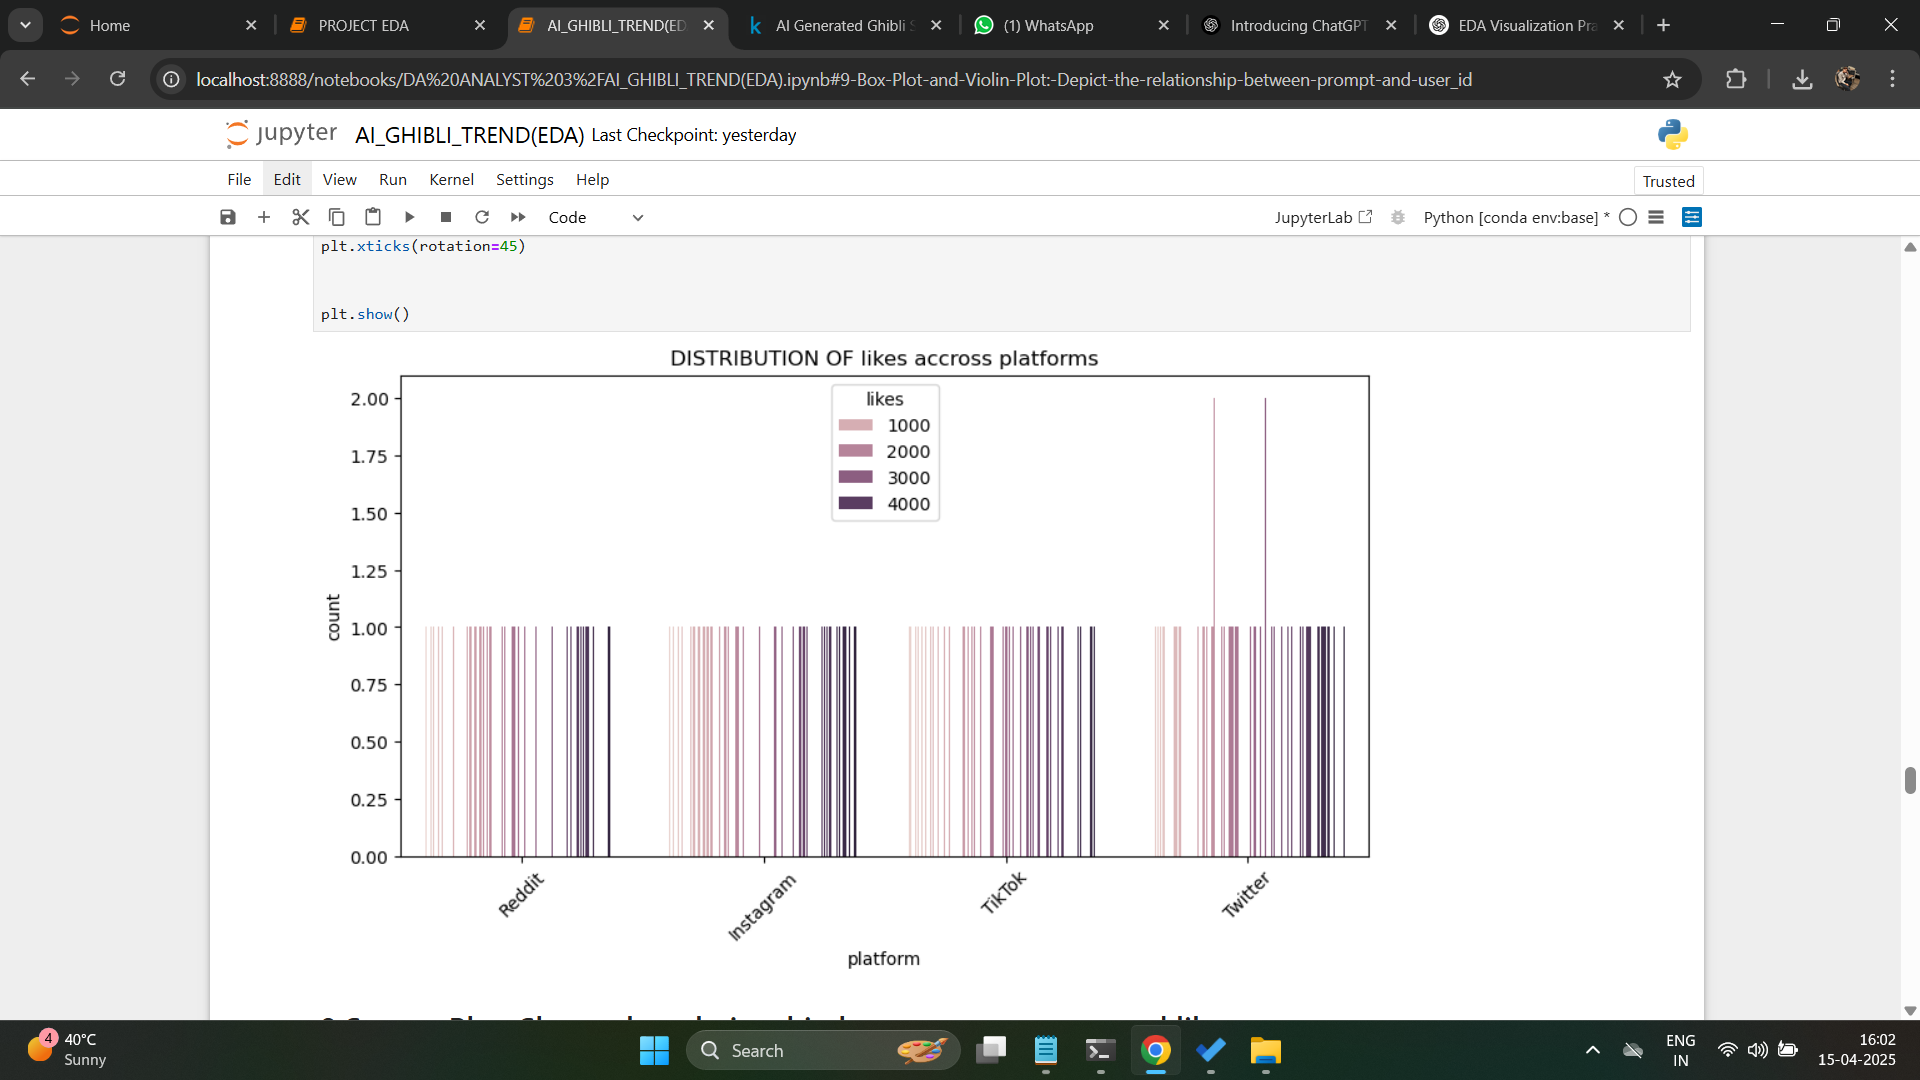 Home
PROJECT EDA
AI_GHIBLI_TREND(ED
AI Generated Ghibli S
(1) WhatsApp
Introducing ChatGPT
EDA Visualization Pra
localhost:8888/notebooks/DA%20ANALYST%203%2FAI_GHIBLI_TREND(EDA).ipynb#9-Box-Plot-and-Violin-Plot:-Depict-the-relationship-between-prompt-and-user_id
jupyter AI_GHIBLI_TREND(EDA) Last Checkpoint: yesterday
File Edit View Run Kernel Settings Help
Trusted
Code
JupyterLab
Python [conda env:base] *
plt.xticks(rotation=45)
plt.show()
DISTRIBUTION OF likes accross platforms
likes
1000
2000
3000
4000
2.00
1.75
1.50
1.25
1.00
0.75
0.50
0.25
0.00
count
Reddit
Instagram
TikTok
Twitter
platform
4
40°C
Sunny
Search
ENG
IN
16:02
15-04-2025